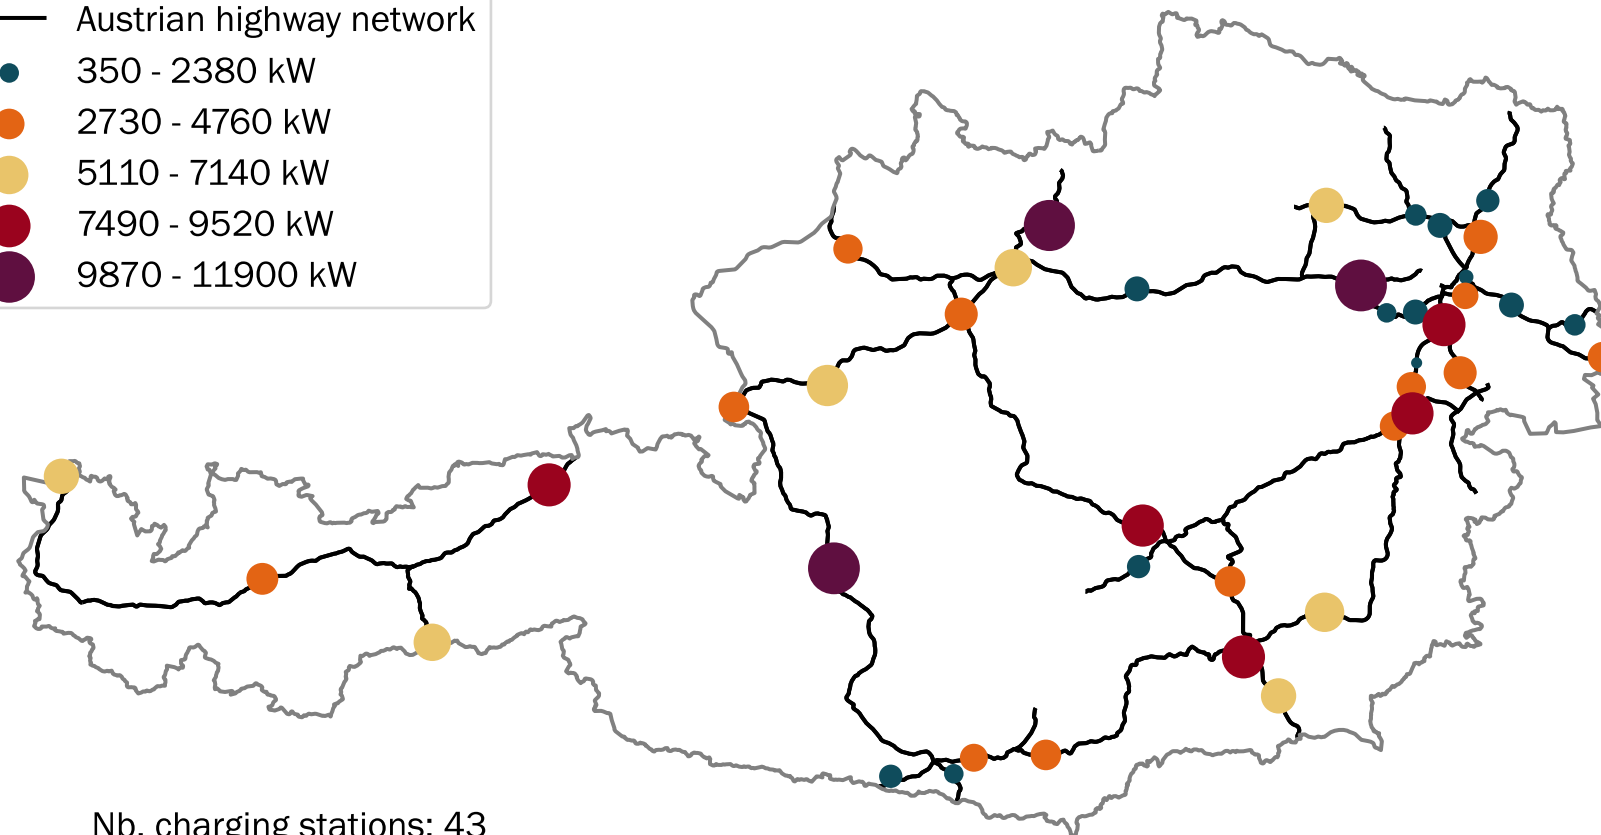 Austrian highway network
350 - 2380 kW
2730 - 4760 kW
5110 - 7140 kW
7490 - 9520 kW
9870 - 11900 kW
Nb. charging stations: 43